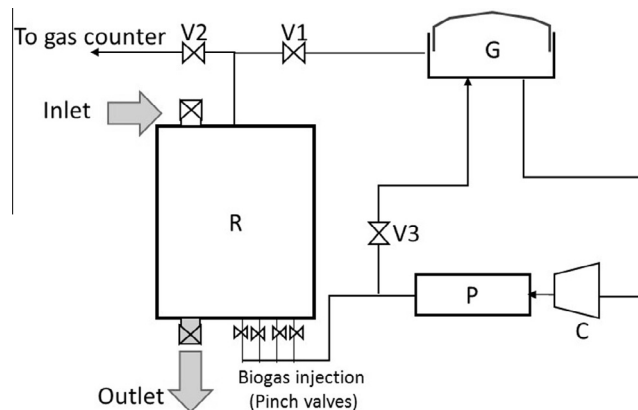 To gas counter
V2
V1
G
Inlet
R
V3
P
C
Biogas injection
(Pinch valves)
Outlet